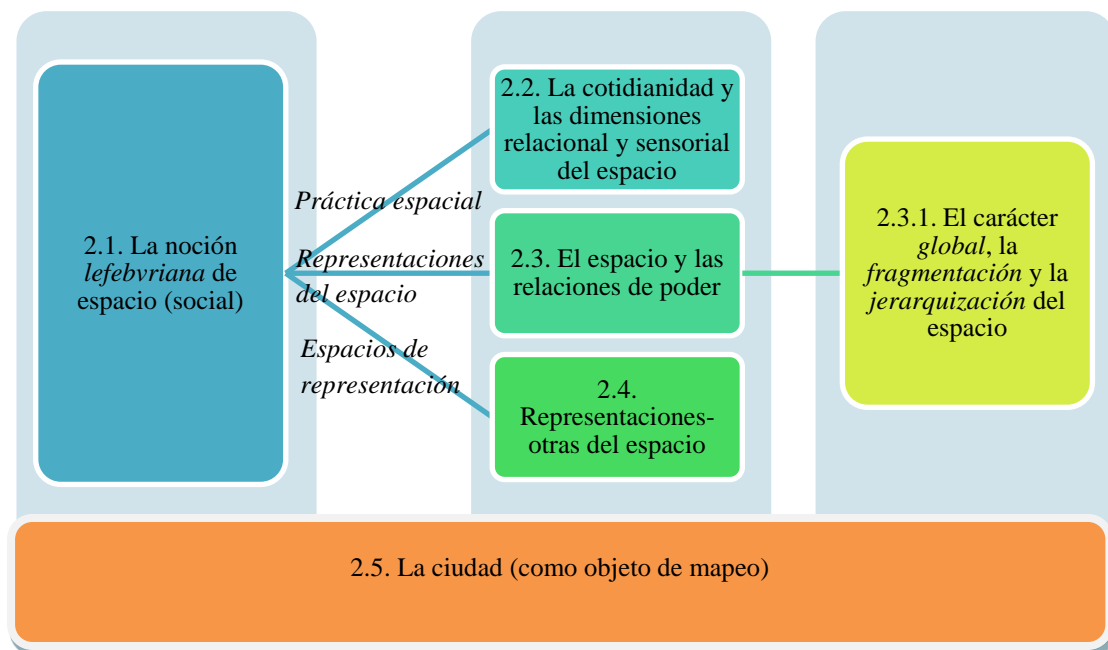 2.1. La noción
lefebvriana de
espacio (social)
Práctica espacial
Representaciones
del espacio
Espacios de
representación
2.2. La cotidianidad y
las dimensiones
relacional y sensorial
del espacio
2.3. El espacio y las
relaciones de poder
2.4.
Representaciones-
otras del espacio
2.3.1. El carácter
global, la
fragmentación y la
jerarquización del
espacio
2.5. La ciudad (como objeto de mapeo)